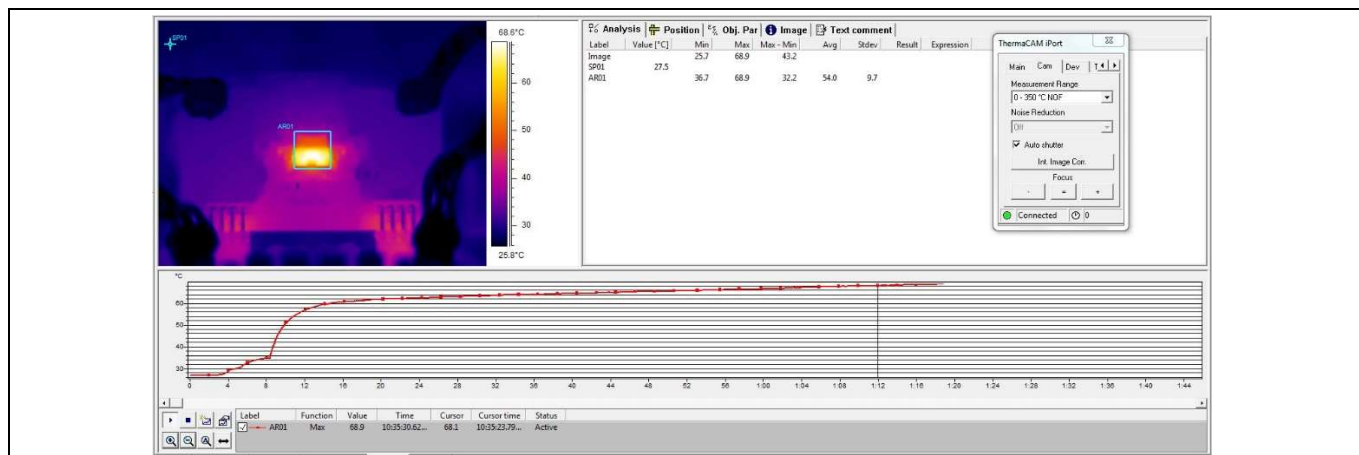 SP01
AR01
68.6°C
60
50
40
30
25.8°C
Analysis Position Obj. Par Image Text comment
Label Value [°C] Min Max Max - Min Avg Stdev Result Expression
Image 25.7 68.9 43.2
SP01 27.5
AR01 36.7 68.9 32.2 54.0 9.7
ThermaCAM iPort
Main Cam Dev
Measurement Range
0 - 350 °C NOF
Noise Reduction
Off
Auto shutter
Int. Image Corr.
Focus
- = +
Connected 0
°C
60
50
40
30
0 4 8 12 16 20 24 28 32 36 40 44 48 52 56 1:00 1:04 1:08 1:12 1:16 1:20 1:24 1:28 1:32 1:36 1:40 1:44
Label Function Value Time Cursor Cursor time Status
AR01 Max 68.9 10:35:30.62... 68.1 10:35:23.79... Active